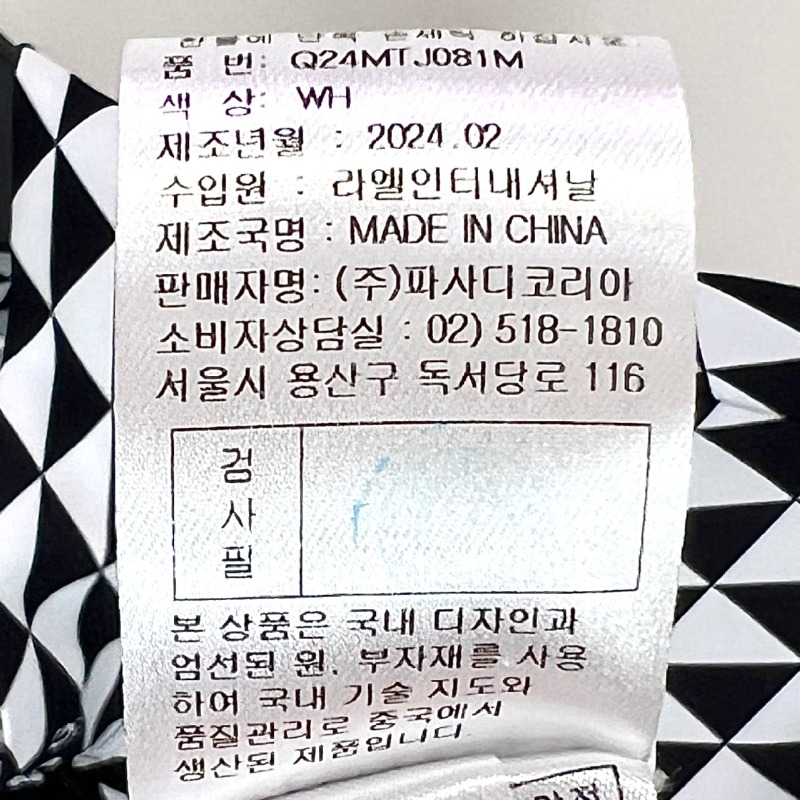 품 번: Q24MTJ081M
색 상: WH
제조년월 : 2024.02
수입원 : 라엘인터내셔날
제조국명 : MADE IN CHINA
판매자명: (주)파사디코리아
소비자상담실 : 02) 518-1810
서울시 용산구 독서당로 116
검
사
필
본 상품은 국내 디자인과
엄선된 원, 부자재를 사용
하여 국내 기술 지도와
품질관리로 중국에서
생산된 제품입니다.